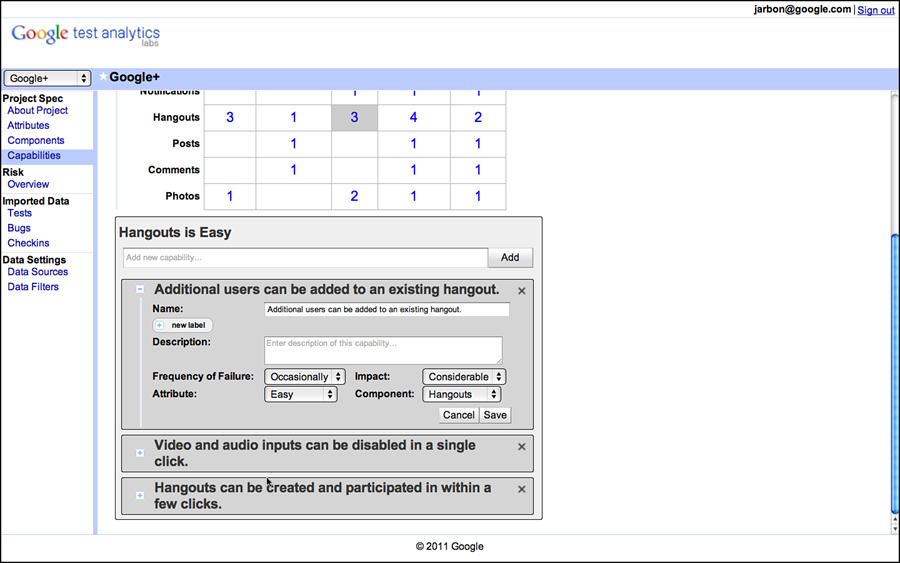 jarbon@google.com | Sign out
Google test analytics
labs
Google+
Google+
Project Spec
About Project
Attributes
Components
Capabilities
Risk
Overview
Imported Data
Tests
Bugs
Checkins
Data Settings
Data Sources
Data Filters
Notifications 1 1 1
Hangouts 3 1 3 4 2
Posts 1 1 1
Comments 1 1 1
Photos 1 2 1 1
Hangouts is Easy
Add new capability... Add
Additional users can be added to an existing hangout. ×
Name: Additional users can be added to an existing hangout.
+ new label
Description: Enter description of this capability...
Frequency of Failure: Occasionally Impact: Considerable
Attribute: Easy Component: Hangouts
Cancel Save
Video and audio inputs can be disabled in a single ×
click.
Hangouts can be created and participated in within a ×
few clicks.
© 2011 Google